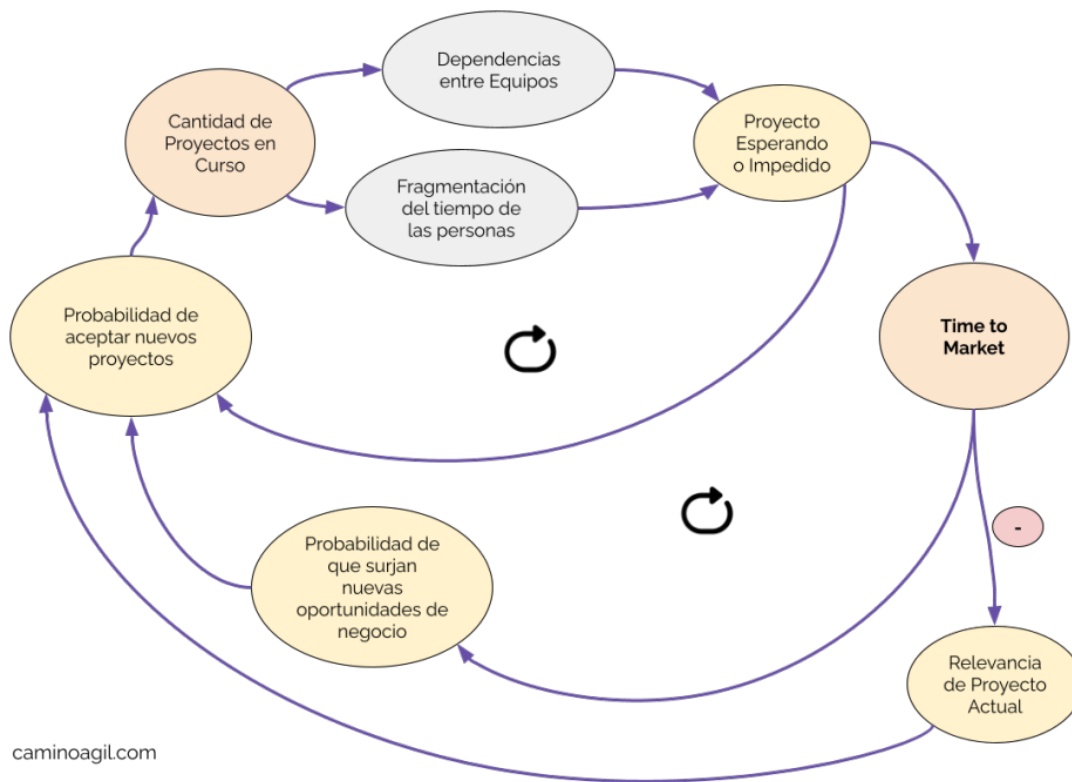 Dependencias
entre Equipos
Cantidad de
Proyectos en
Curso
Proyecto
Esperando
o Impedido
Fragmentación
del tiempo de
las personas
Probabilidad de
aceptar nuevos
proyectos
Time to
Market
-
Probabilidad de
que surjan
nuevas
oportunidades de
negocio
Relevancia
de Proyecto
Actual
caminoagil.com